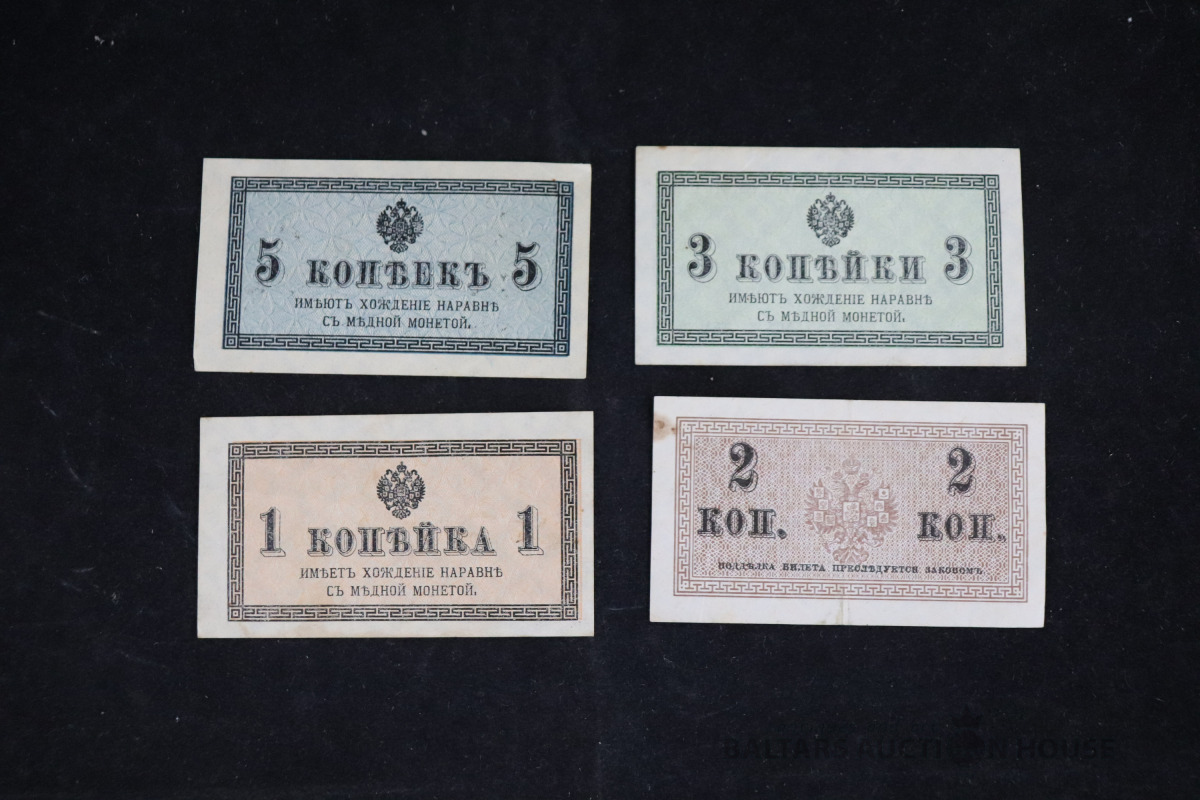 5 КОПѢЕКЪ 5
ИМѢЮТЪ ХОЖДЕНІЕ НАРАВНѢ
СЪ МѢДНОЙ МОНЕТОЙ.
3 КОПѢЙКИ 3
ИМѢЮТЪ ХОЖДЕНІЕ НАРАВНѢ
СЪ МѢДНОЙ МОНЕТОЙ.
1 КОПѢЙКА 1
ИМѢЕТЪ ХОЖДЕНІЕ НАРАВНѢ
СЪ МѢДНОЙ МОНЕТОЙ.
2 2
КОП. КОП.
ПОДДѢЛКА БИЛЕТА ПРЕСЛѢДУЕТСЯ ЗАКОНОМЪ
BALTARS AUCTION HOUSE